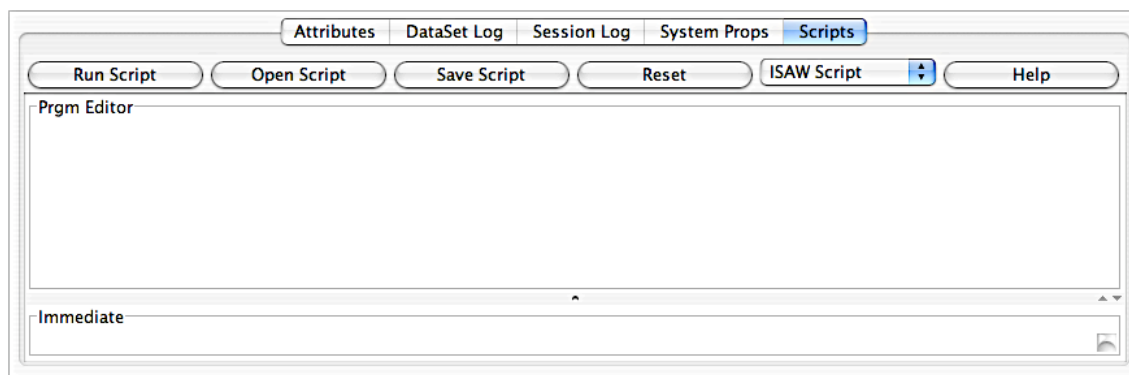 Attributes DataSet Log Session Log System Props Scripts
Run Script Open Script Save Script Reset ISAW Script Help
Prgm Editor
Immediate